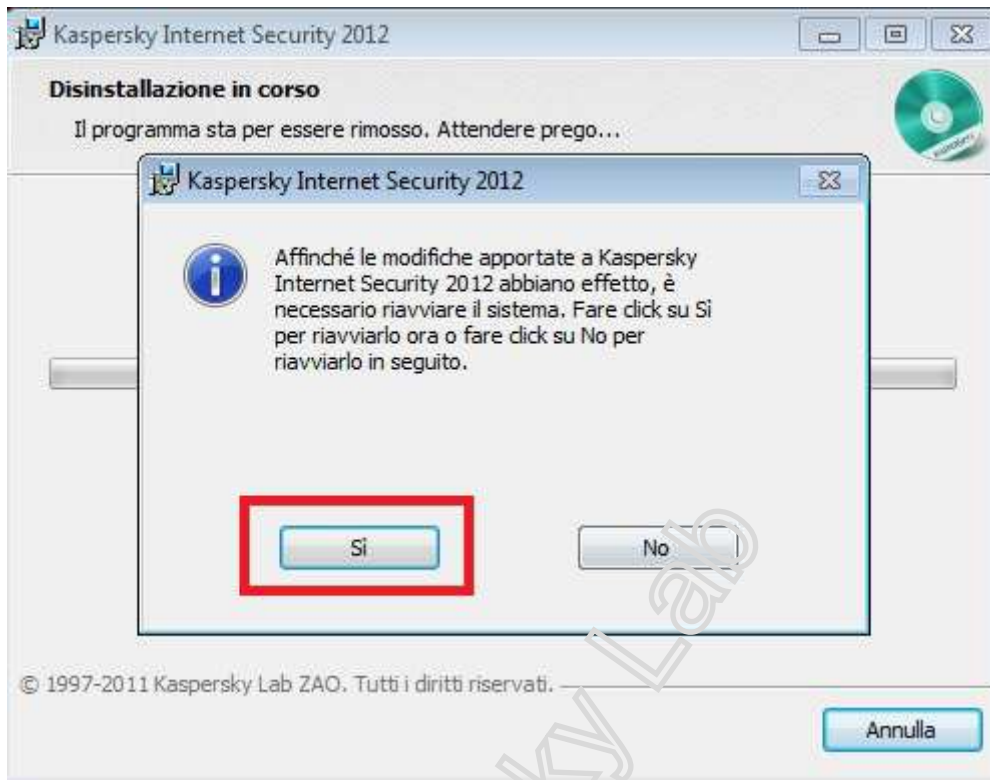 Kaspersky Internet Security 2012
Disinstallazione in corso
Il programma sta per essere rimosso. Attendere prego...
Kaspersky Internet Security 2012
Affinché le modifiche apportate a Kaspersky
Internet Security 2012 abbiano effetto, è
necessario riavviare il sistema. Fare click su Sì
per riavviarlo ora o fare click su No per
riavviarlo in seguito.
Sì
No
© 1997-2011 Kaspersky Lab ZAO. Tutti i diritti riservati.
Annulla
ky Lab